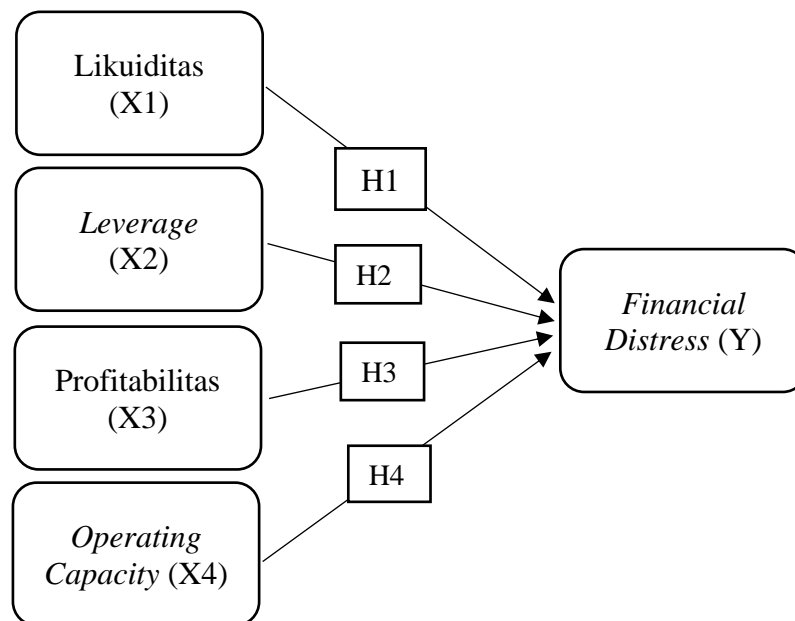 Likuiditas
(X1)
H1
Leverage
(X2)
H2
Financial
Distress (Y)
Profitabilitas
(X3)
H3
H4
Operating
Capacity (X4)